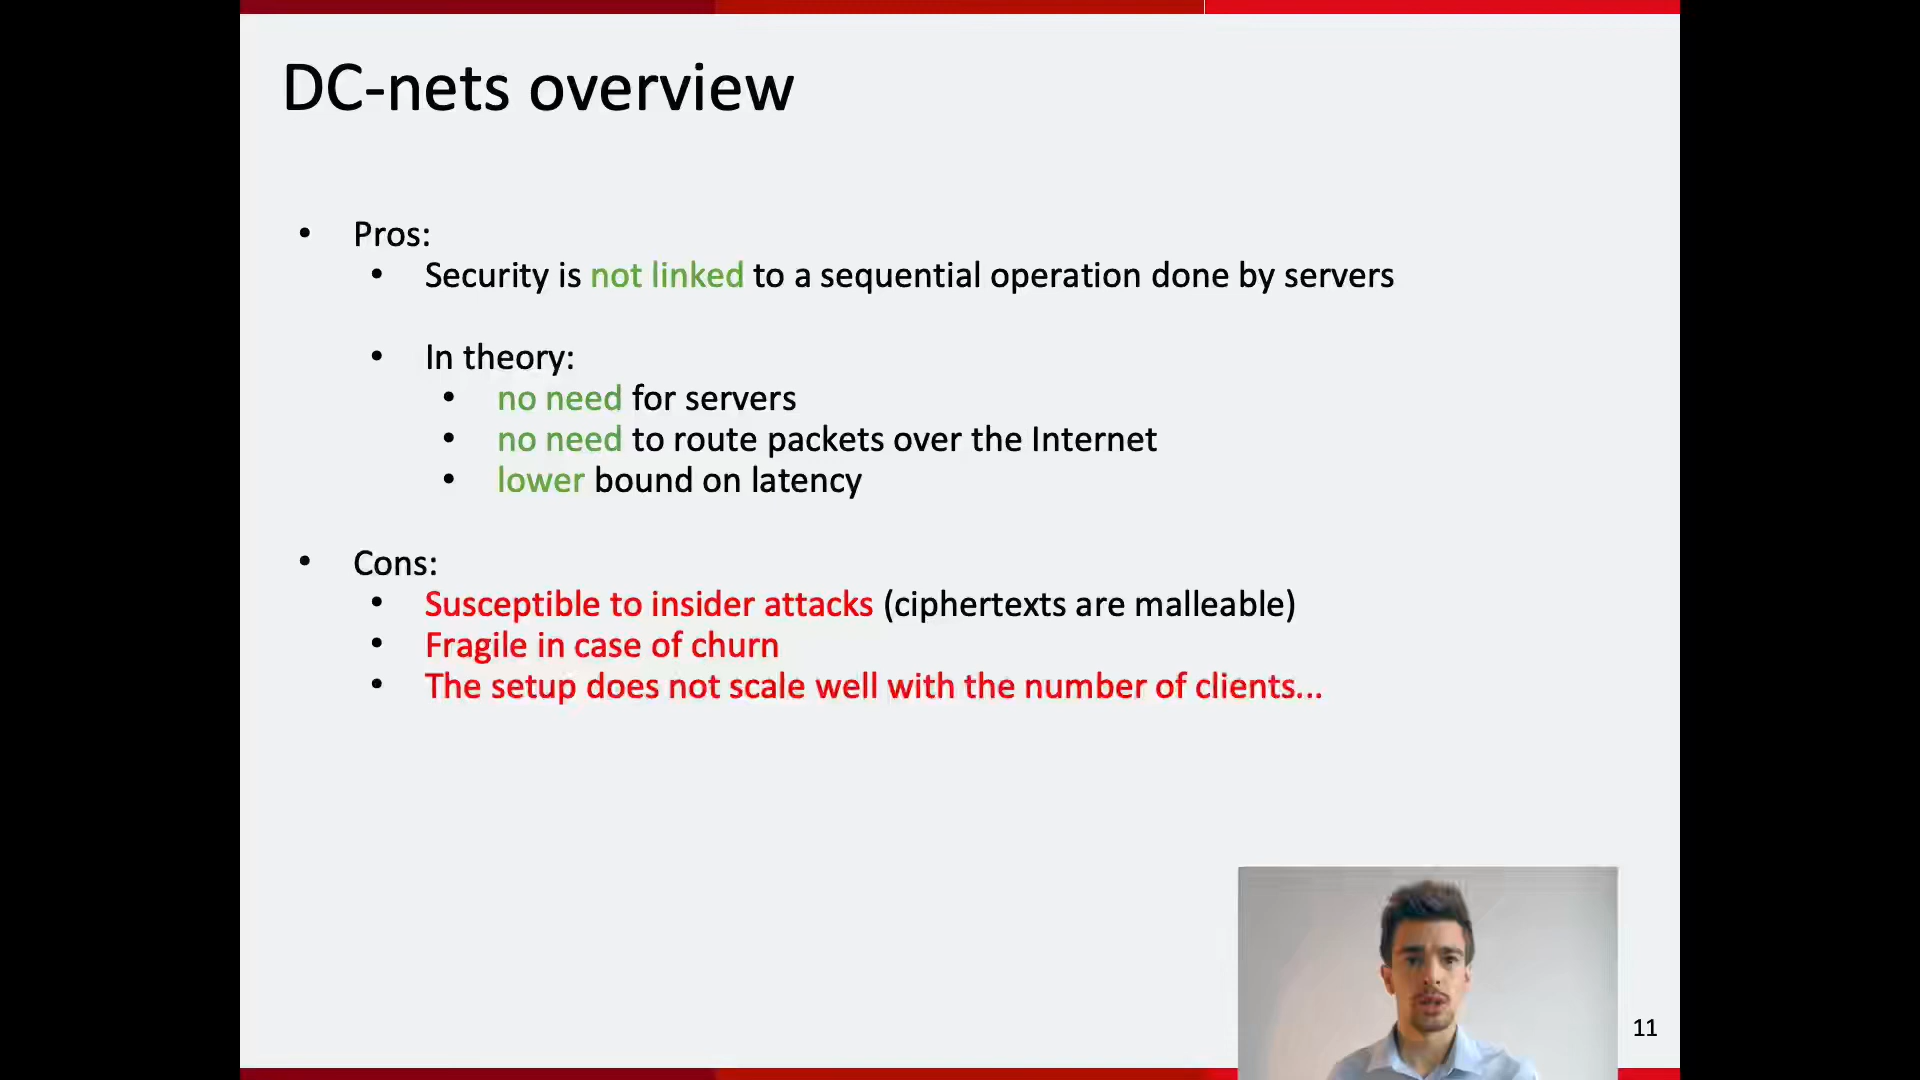 DC-nets overview
• Pros:
• Security is not linked to a sequential operation done by servers
• In theory:
• no need for servers
• no need to route packets over the Internet
• lower bound on latency
• Cons:
• Susceptible to insider attacks (ciphertexts are malleable)
• Fragile in case of churn
• The setup does not scale well with the number of clients...
11